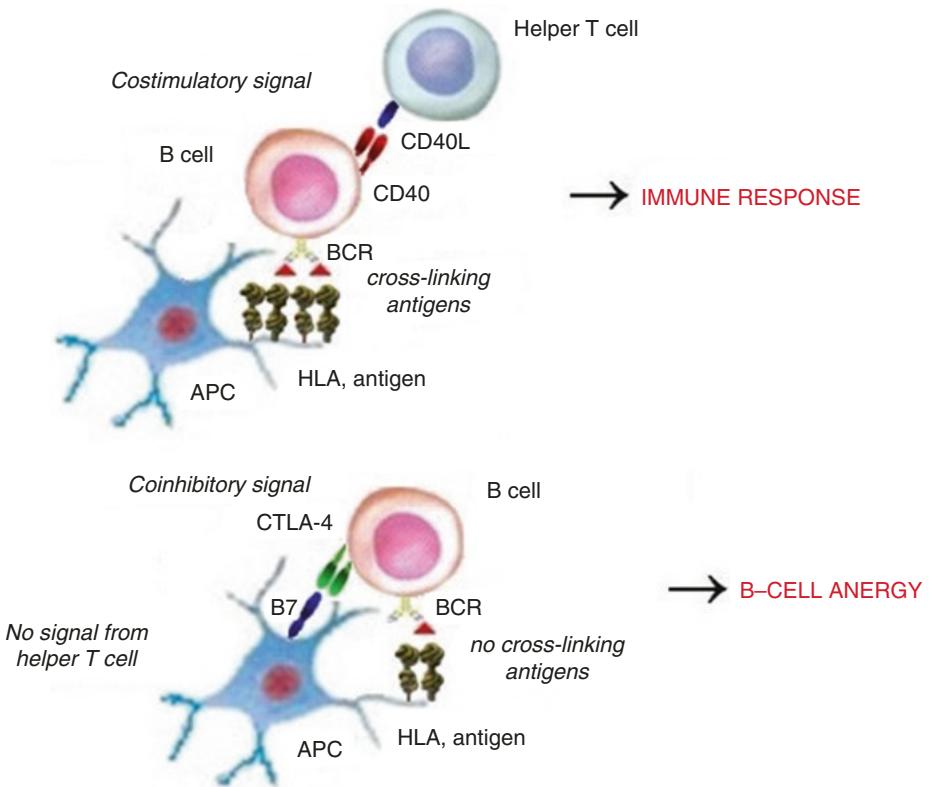 Helper T cell
Costimulatory signal
CD40L
B cell
CD40
→ IMMUNE RESPONSE
BCR
cross-linking
antigens
HLA, antigen
APC
Coinhibitory signal
B cell
CTLA-4
→ B–CELL ANERGY
B7
BCR
No signal from
helper T cell
no cross-linking
antigens
HLA, antigen
APC